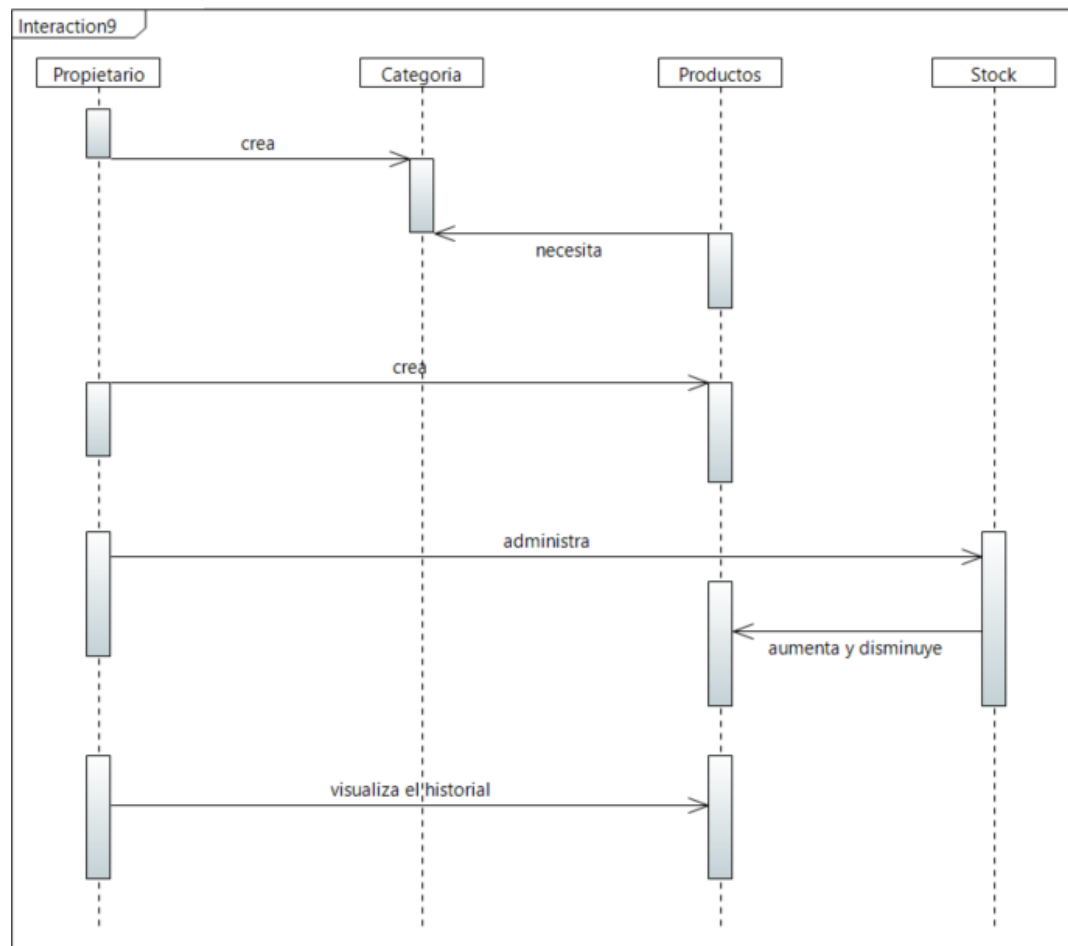 Interaction9
Propietario
Categoria
Productos
Stock
crea
necesita
crea
administra
aumenta y disminuye
visualiza el historial